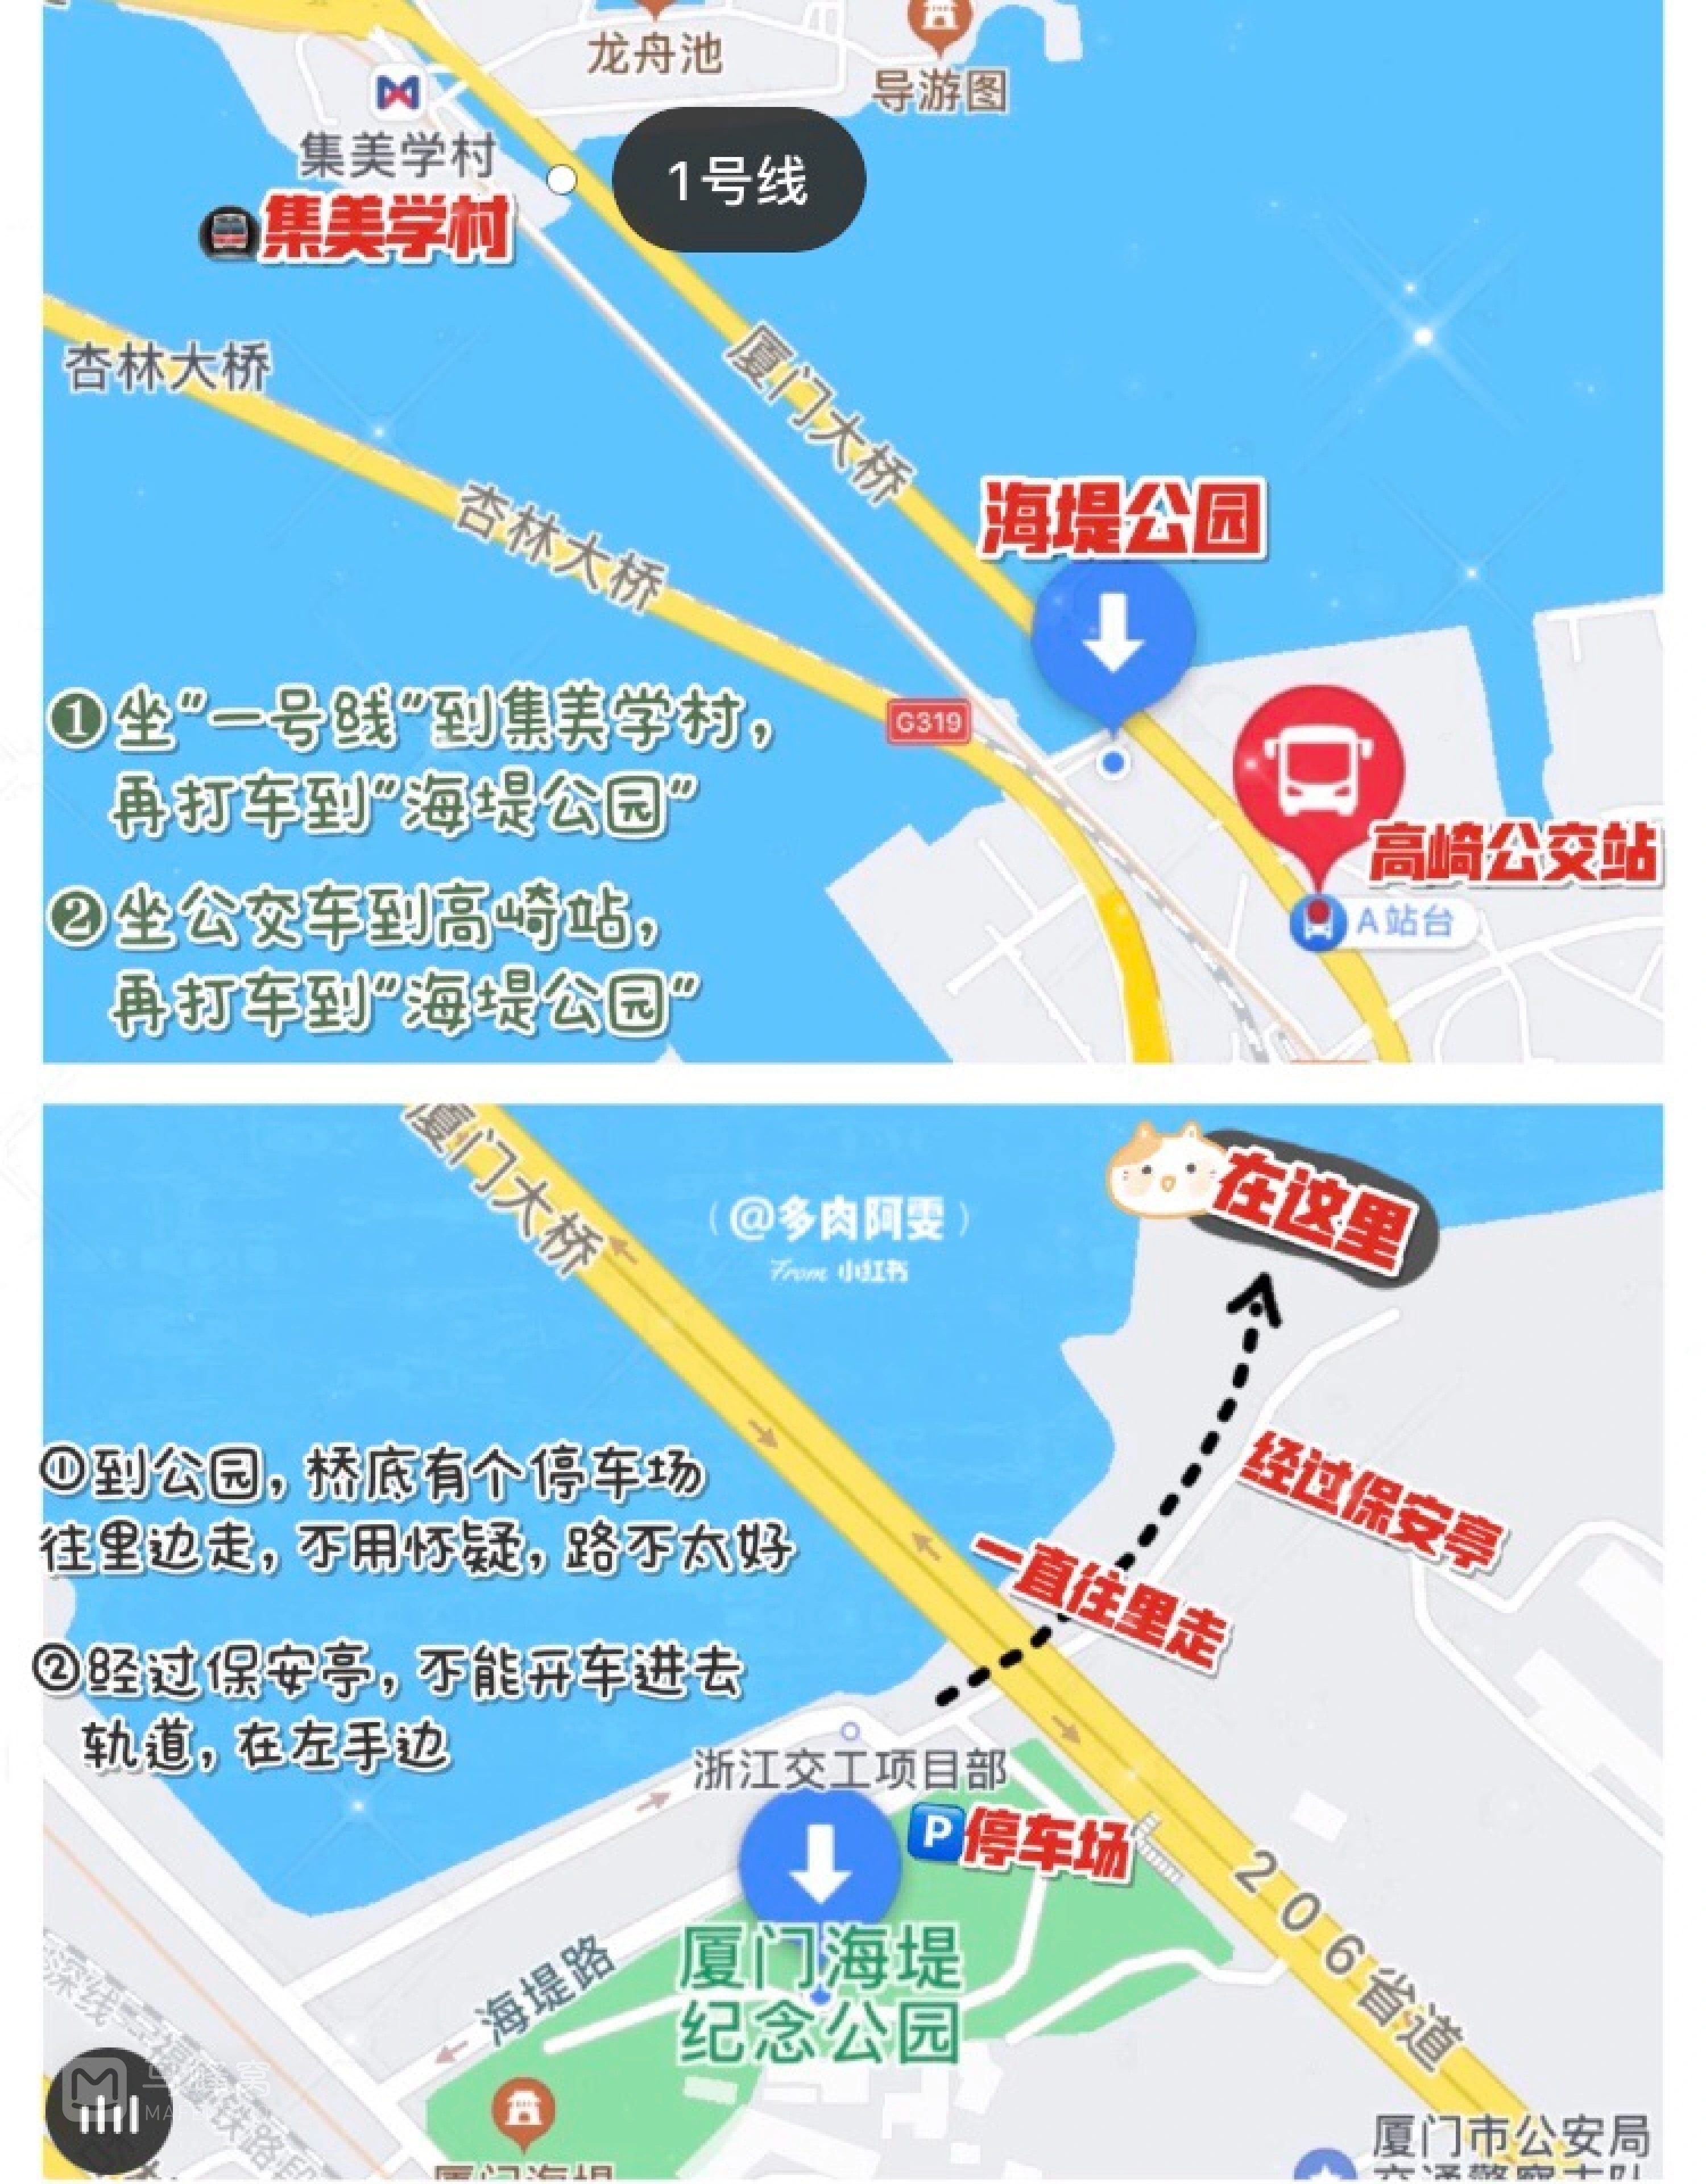 龙舟池
导游图
集美学村
1号线
集美学村
杏林大桥
厦门大桥
杏林大桥
海堤公园
G319
❶坐"一号线"到集美学村，
再打车到"海堤公园"
高崎公交站
A站台
❷坐公交车到高崎站，
再打车到"海堤公园"
厦门大桥
在这里
（@多肉阿雯）
From 小红书
①到公园，桥底有个停车场
往里边走，不用怀疑，路不太好
经过保安亭
一直往里走
②经过保安亭，不能开车进去
轨道，在左手边
浙江交工项目部
P停车场
206省道
厦门海堤
纪念公园
海堤路
厦门市公安局
交通警察支队
厦门海堤